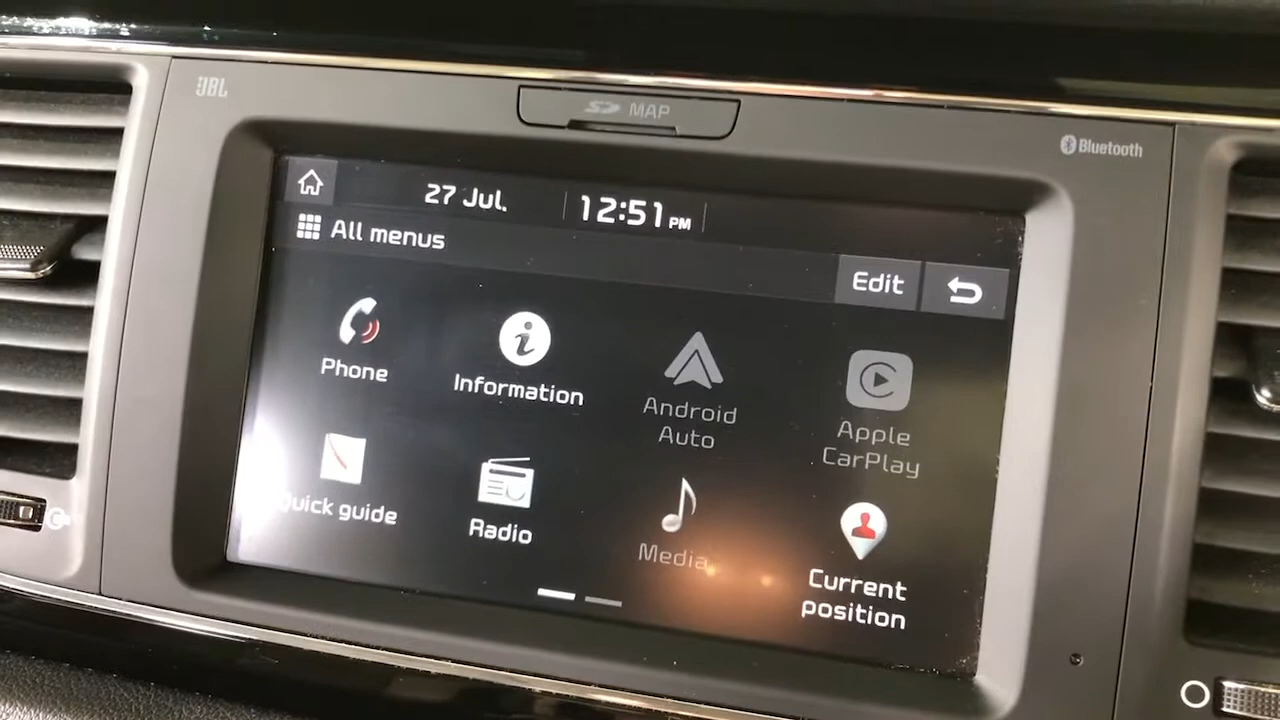 JBL
SD MAP
Bluetooth
27 Jul.
12:51 PM
All menus
Edit
Phone
Information
Android
Auto
Apple
CarPlay
Quick guide
Radio
Media
Current
position